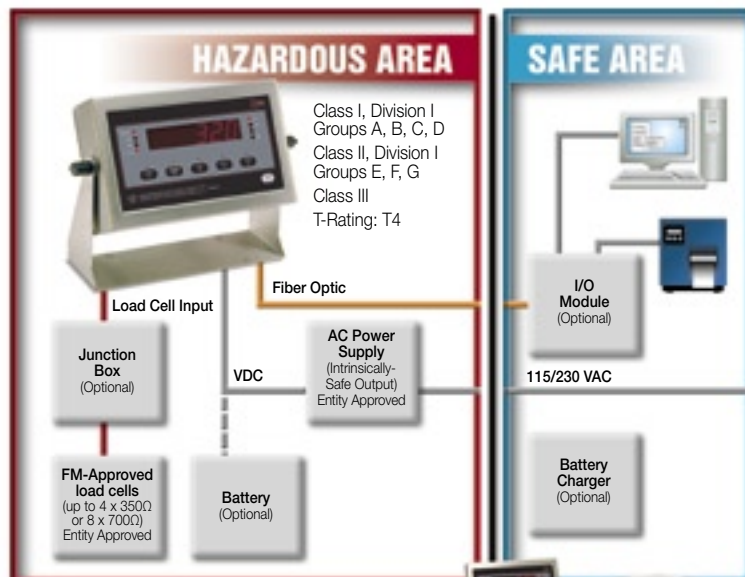 HAZARDOUS AREA
SAFE AREA
Class I, Division I
Groups A, B, C, D
Class II, Division I
Groups E, F, G
Class III
T-Rating: T4
Load Cell Input
Fiber Optic
VDC
115/230 VAC
Junction
Box
(Optional)
AC Power
Supply
(Intrinsically-
Safe Output)
Entity Approved
I/O
Module
(Optional)
FM-Approved
load cells
(up to 4 x 350Ω
or 8 x 700Ω)
Entity Approved
Battery
(Optional)
Battery
Charger
(Optional)